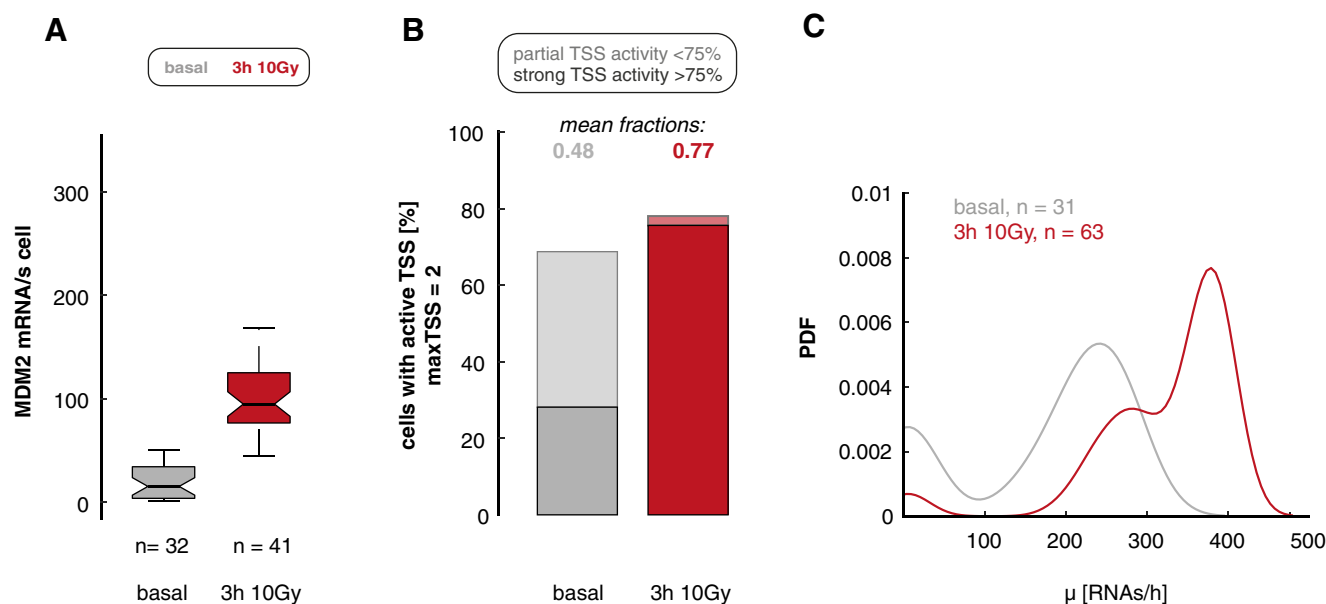 A
basal 3h 10Gy
MDM2 mRNA/s cell
300
200
100
0
n= 32 n = 41
basal 3h 10Gy
B
partial TSS activity <75%
strong TSS activity >75%
mean fractions:
0.48 0.77
cells with active TSS [%]
maxTSS = 2
100
80
60
40
20
0
basal 3h 10Gy
C
basal, n = 31
3h 10Gy, n = 63
PDF
0.01
0.008
0.006
0.004
0.002
0
100 200 300 400 500
µ [RNAs/h]